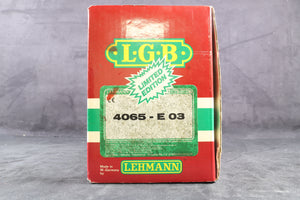 L.G.B.
LIMITED
EDITION
4065 - E 03
Made in
W. Germany
by
LEHMANN